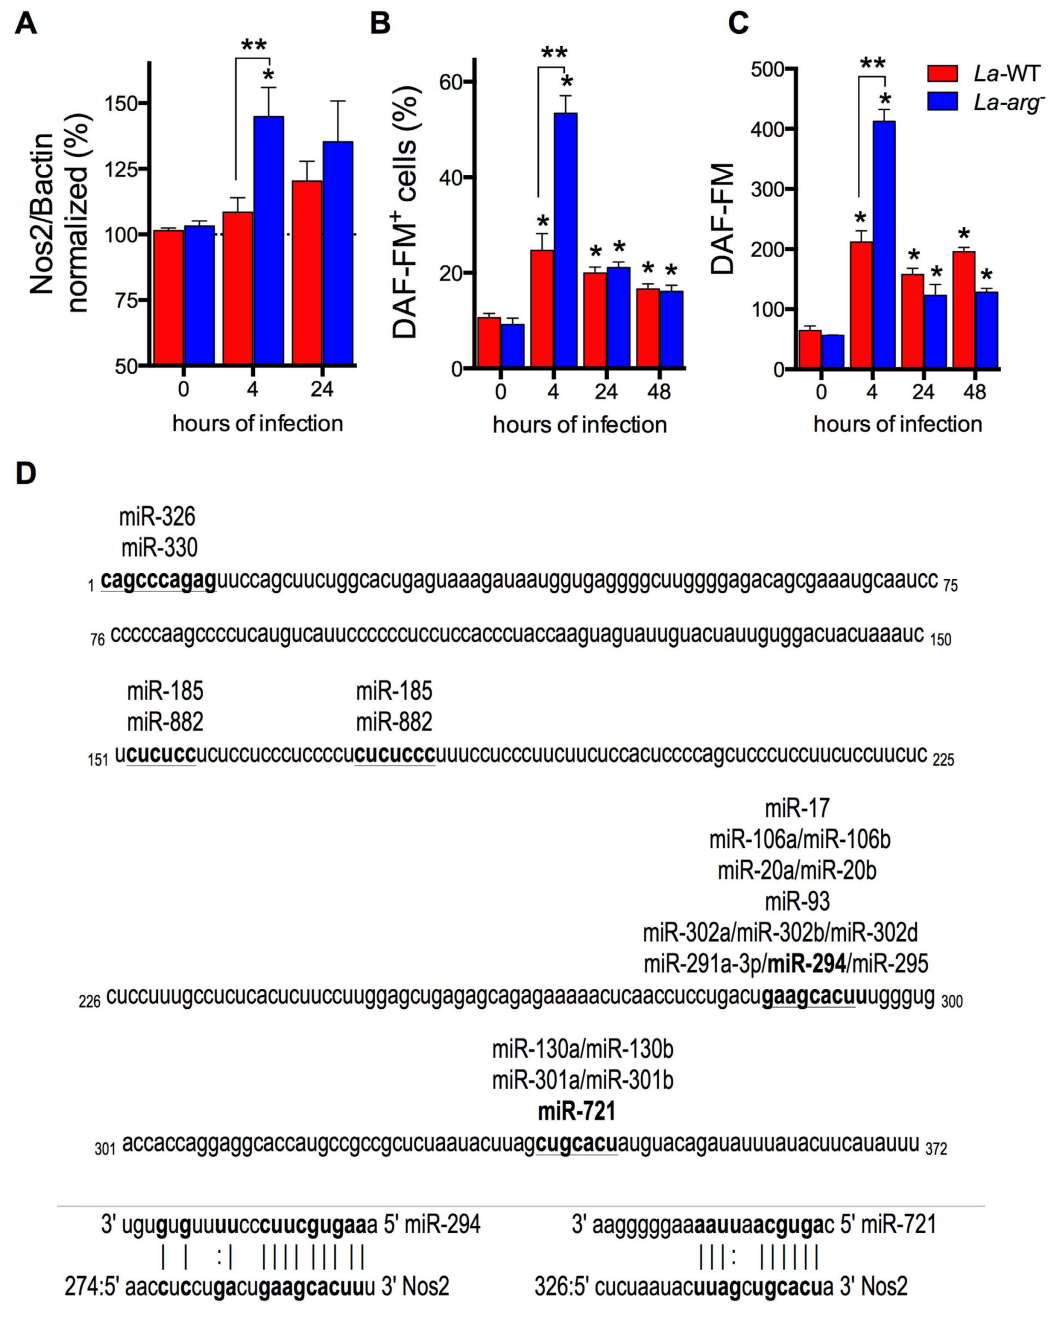 A
Nos2/Bactin
normalized (%)
150
125
100
75
50
**
*
0 4 24
hours of infection
B
DAF-FM+ cells (%)
60
40
20
0
**
*
* * * * *
0 4 24 48
hours of infection
C
DAF-FM
500
400
300
200
100
0
**
*
* * * * *
0 4 24 48
hours of infection
La-WT
La-arg-
D
miR-326
miR-330
1 cagcccagaguuccagcuucuggcacugaguaaagauaauggugaggggcuuggggagacagcgaaaugcaaucc 75
76 cccccaagccccucaugucauuccccccuccuccacccuaccaaguaguauuguacuauuguggacuacuaaauc 150
miR-185 miR-185
miR-882 miR-882
151 ucucuccucuccucccuccccucucucccuuuccucccuucuucuccacuccccagcucccuccuucuccuucuc 225
miR-17
miR-106a/miR-106b
miR-20a/miR-20b
miR-93
miR-302a/miR-302b/miR-302d
miR-291a-3p/miR-294/miR-295
226 cuccuuugccucucacucuuccuuggagcugagagcagagaaaaacucaaccuccugacugaagcacuuugggug 300
miR-130a/miR-130b
miR-301a/miR-301b
miR-721
301 accaccaggaggcaccaugccgccgcucuaauacuuagcugcacuauguacagauauuuauacuucauauuu 372
3' uguguguuuucccuucgugaaa 5' miR-294
| | :| |||| ||| ||
274:5' aaccuccugacugaagcacuuu 3' Nos2
3' aagggggaaaauuaacgugac 5' miR-721
|||: ||||||
326:5' cucuaauacuuagcugcacua 3' Nos2